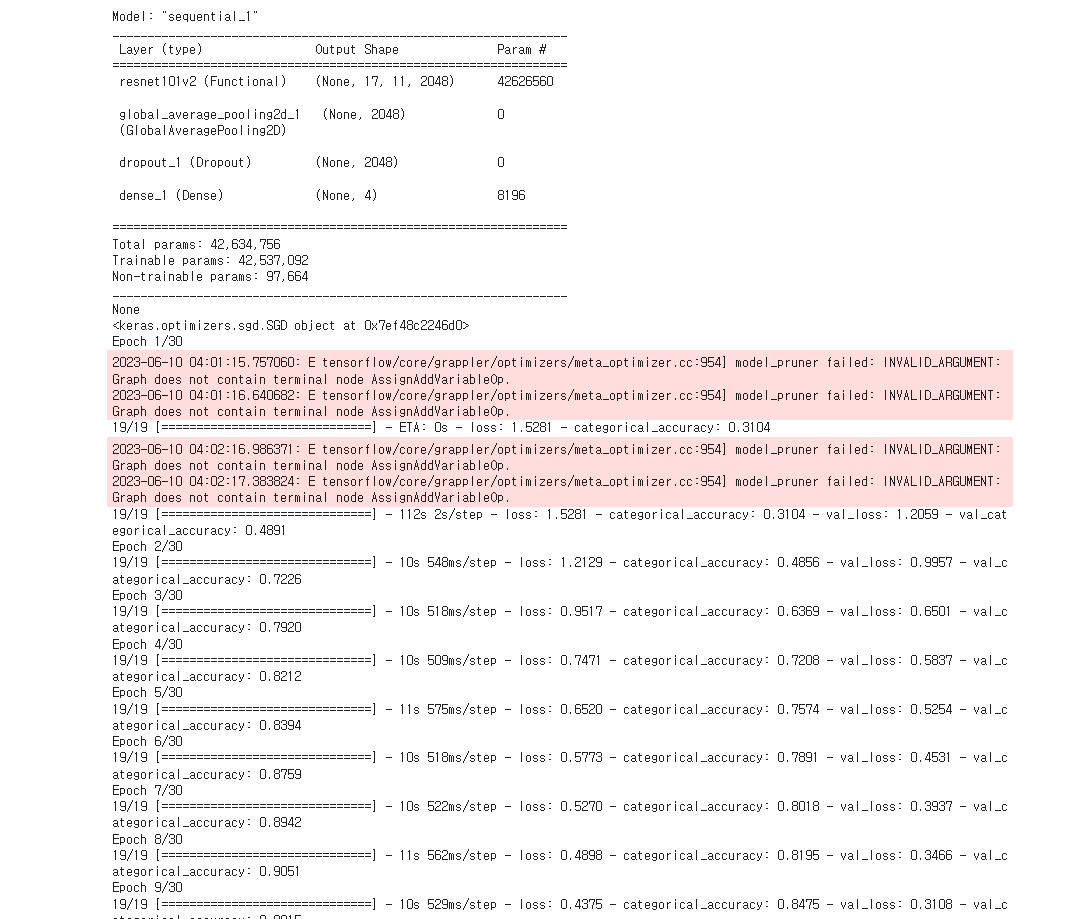 Model: "sequential_1"
_________________________________________________________________
Layer (type) Output Shape Param #
=================================================================
resnet101v2 (Functional) (None, 17, 11, 2048) 42626560
global_average_pooling2d_1 (None, 2048) 0
(GlobalAveragePooling2D)
dropout_1 (Dropout) (None, 2048) 0
dense_1 (Dense) (None, 4) 8196
=================================================================
Total params: 42,634,756
Trainable params: 42,537,092
Non-trainable params: 97,664
_________________________________________________________________
None
<keras.optimizers.sgd.SGD object at 0x7ef48c2246d0>
Epoch 1/30
2023-06-10 04:01:15.757060: E tensorflow/core/grappler/optimizers/meta_optimizer.cc:954] model_pruner failed: INVALID_ARGUMENT:
Graph does not contain terminal node AssignAddVariableOp.
2023-06-10 04:01:16.640682: E tensorflow/core/grappler/optimizers/meta_optimizer.cc:954] model_pruner failed: INVALID_ARGUMENT:
Graph does not contain terminal node AssignAddVariableOp.
19/19 [==============================] - ETA: 0s - loss: 1.5281 - categorical_accuracy: 0.3104
2023-06-10 04:02:16.986371: E tensorflow/core/grappler/optimizers/meta_optimizer.cc:954] model_pruner failed: INVALID_ARGUMENT:
Graph does not contain terminal node AssignAddVariableOp.
2023-06-10 04:02:17.383824: E tensorflow/core/grappler/optimizers/meta_optimizer.cc:954] model_pruner failed: INVALID_ARGUMENT:
Graph does not contain terminal node AssignAddVariableOp.
19/19 [==============================] - 112s 2s/step - loss: 1.5281 - categorical_accuracy: 0.3104 - val_loss: 1.2059 - val_cat
egorical_accuracy: 0.4891
Epoch 2/30
19/19 [==============================] - 10s 548ms/step - loss: 1.2129 - categorical_accuracy: 0.4856 - val_loss: 0.9957 - val_c
ategorical_accuracy: 0.7226
Epoch 3/30
19/19 [==============================] - 10s 518ms/step - loss: 0.9517 - categorical_accuracy: 0.6369 - val_loss: 0.6501 - val_c
ategorical_accuracy: 0.7920
Epoch 4/30
19/19 [==============================] - 10s 509ms/step - loss: 0.7471 - categorical_accuracy: 0.7208 - val_loss: 0.5837 - val_c
ategorical_accuracy: 0.8212
Epoch 5/30
19/19 [==============================] - 11s 575ms/step - loss: 0.6520 - categorical_accuracy: 0.7574 - val_loss: 0.5254 - val_c
ategorical_accuracy: 0.8394
Epoch 6/30
19/19 [==============================] - 10s 518ms/step - loss: 0.5773 - categorical_accuracy: 0.7891 - val_loss: 0.4531 - val_c
ategorical_accuracy: 0.8759
Epoch 7/30
19/19 [==============================] - 10s 522ms/step - loss: 0.5270 - categorical_accuracy: 0.8018 - val_loss: 0.3937 - val_c
ategorical_accuracy: 0.8942
Epoch 8/30
19/19 [==============================] - 11s 562ms/step - loss: 0.4898 - categorical_accuracy: 0.8195 - val_loss: 0.3466 - val_c
ategorical_accuracy: 0.9051
Epoch 9/30
19/19 [==============================] - 10s 529ms/step - loss: 0.4375 - categorical_accuracy: 0.8475 - val_loss: 0.3108 - val_c